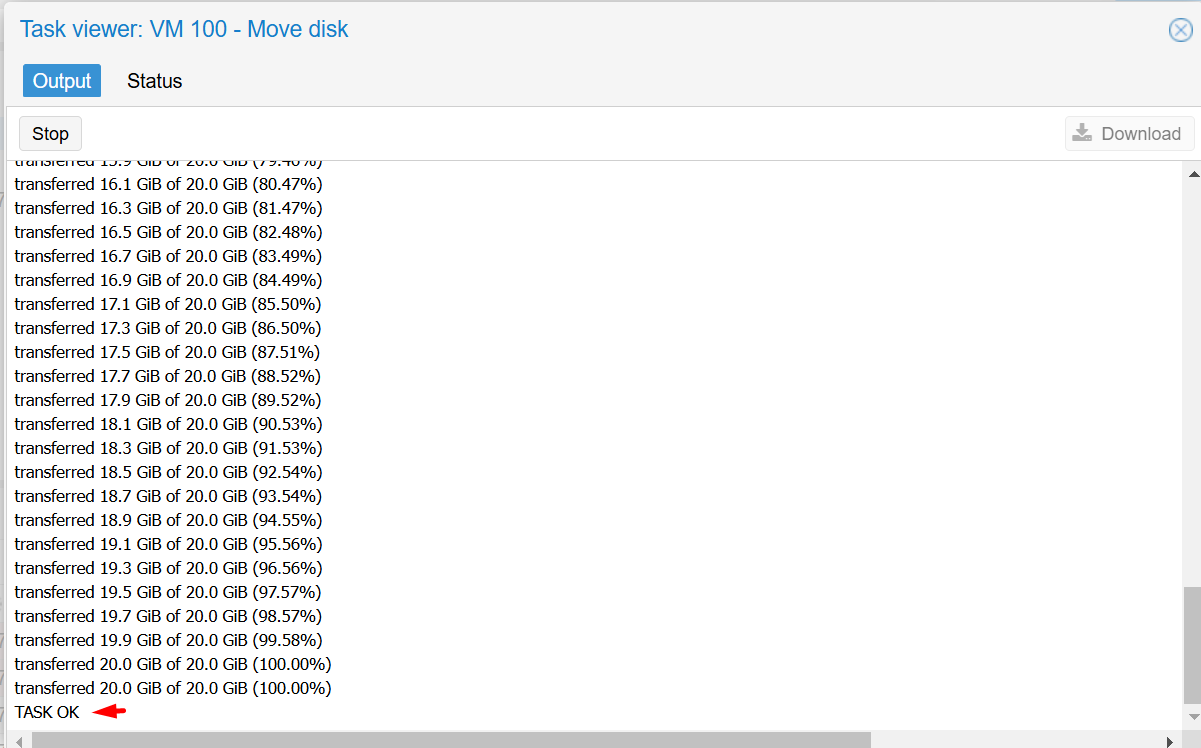 Task viewer: VM 100 - Move disk
Output Status
Stop Download
transferred 15.9 GiB of 20.0 GiB (79.46%)
transferred 16.1 GiB of 20.0 GiB (80.47%)
transferred 16.3 GiB of 20.0 GiB (81.47%)
transferred 16.5 GiB of 20.0 GiB (82.48%)
transferred 16.7 GiB of 20.0 GiB (83.49%)
transferred 16.9 GiB of 20.0 GiB (84.49%)
transferred 17.1 GiB of 20.0 GiB (85.50%)
transferred 17.3 GiB of 20.0 GiB (86.50%)
transferred 17.5 GiB of 20.0 GiB (87.51%)
transferred 17.7 GiB of 20.0 GiB (88.52%)
transferred 17.9 GiB of 20.0 GiB (89.52%)
transferred 18.1 GiB of 20.0 GiB (90.53%)
transferred 18.3 GiB of 20.0 GiB (91.53%)
transferred 18.5 GiB of 20.0 GiB (92.54%)
transferred 18.7 GiB of 20.0 GiB (93.54%)
transferred 18.9 GiB of 20.0 GiB (94.55%)
transferred 19.1 GiB of 20.0 GiB (95.56%)
transferred 19.3 GiB of 20.0 GiB (96.56%)
transferred 19.5 GiB of 20.0 GiB (97.57%)
transferred 19.7 GiB of 20.0 GiB (98.57%)
transferred 19.9 GiB of 20.0 GiB (99.58%)
transferred 20.0 GiB of 20.0 GiB (100.00%)
transferred 20.0 GiB of 20.0 GiB (100.00%)
TASK OK